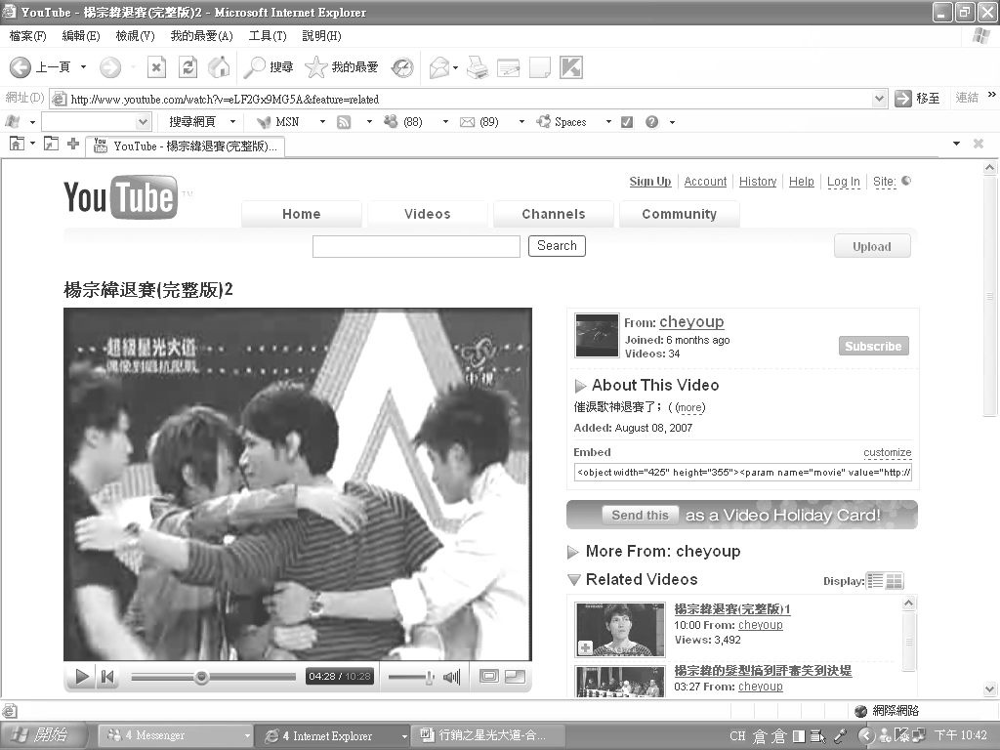 YouTube - 楊宗緯退賽(完整版)2 - Microsoft Internet Explorer
檔案(F) 編輯(E) 檢視(V) 我的最愛(A) 工具(T) 說明(H)
上一頁 搜尋 我的最愛
網址(D) http://www.youtube.com/watch?v=eLF2Gx9MG5A&feature=related 移至 連結 »
搜尋網頁 MSN (88) (89) Spaces
YouTube - 楊宗緯退賽(完整版)...
YouTube TM
Sign Up Account History Help Log In Site:
Home Videos Channels Community
Search Upload
楊宗緯退賽(完整版)2
超級星光大道
中視
04:28 / 10:28
From: cheyoup
Joined: 6 months ago
Videos: 34
Subscribe
About This Video
催淚歌神退賽了； ( (more)
Added: August 08, 2007
Embed customize
<object width="425" height="355"><param name="movie" value="http://
Send this as a Video Holiday Card!
More From: cheyoup
Related Videos Display:
楊宗緯退賽(完整版)1
10:00 From: cheyoup
Views: 3,492
楊宗緯的髮型搞到評審笑到決堤
03:27 From: cheyoup
網際網路
開始 4 Messenger 4 Internet Explorer 行銷之星光大道-合... CH 下午 10:42